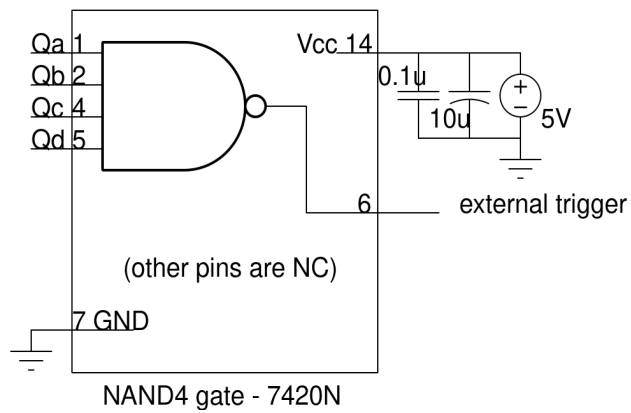 Qa 1
Vcc 14
Qb 2
0.1u
Qc 4
10u
5V
Qd 5
6
external trigger
(other pins are NC)
7 GND
NAND4 gate - 7420N